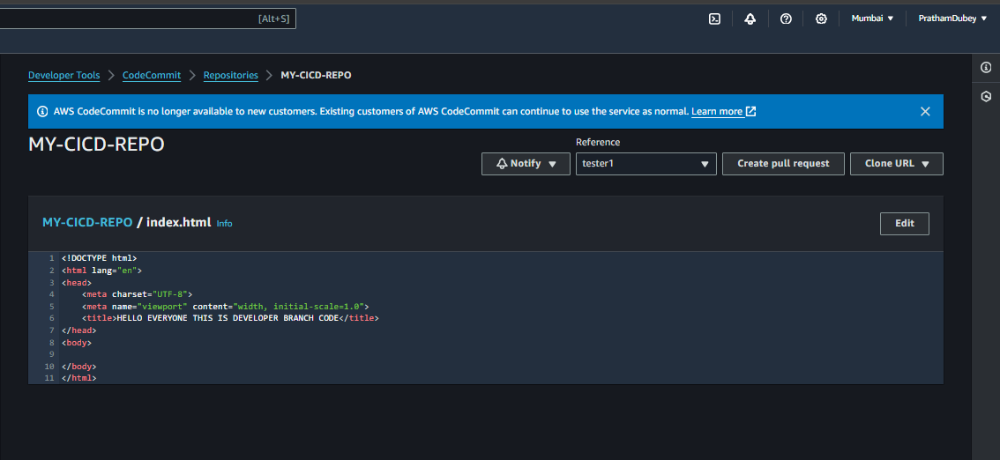 [Alt+S] Mumbai ▼ PrathamDubey ▼
Developer Tools > CodeCommit > Repositories > MY-CICD-REPO
AWS CodeCommit is no longer available to new customers. Existing customers of AWS CodeCommit can continue to use the service as normal. Learn more
MY-CICD-REPO
Reference
Notify ▼ tester1 ▼ Create pull request Clone URL ▼
MY-CICD-REPO / index.html Info Edit
1 <!DOCTYPE html>
2 <html lang="en">
3 <head>
4     <meta charset="UTF-8">
5     <meta name="viewport" content="width, initial-scale=1.0">
6     <title>HELLO EVERYONE THIS IS DEVELOPER BRANCH CODE</title>
7 </head>
8 <body>
9
10 </body>
11 </html>